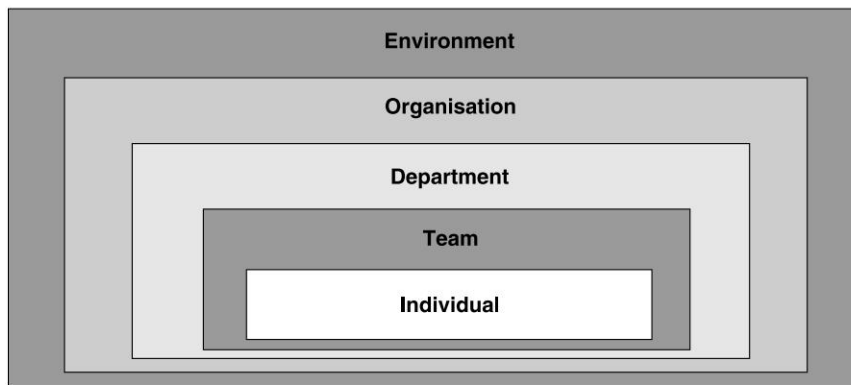 Environment
Organisation
Department
Team
Individual